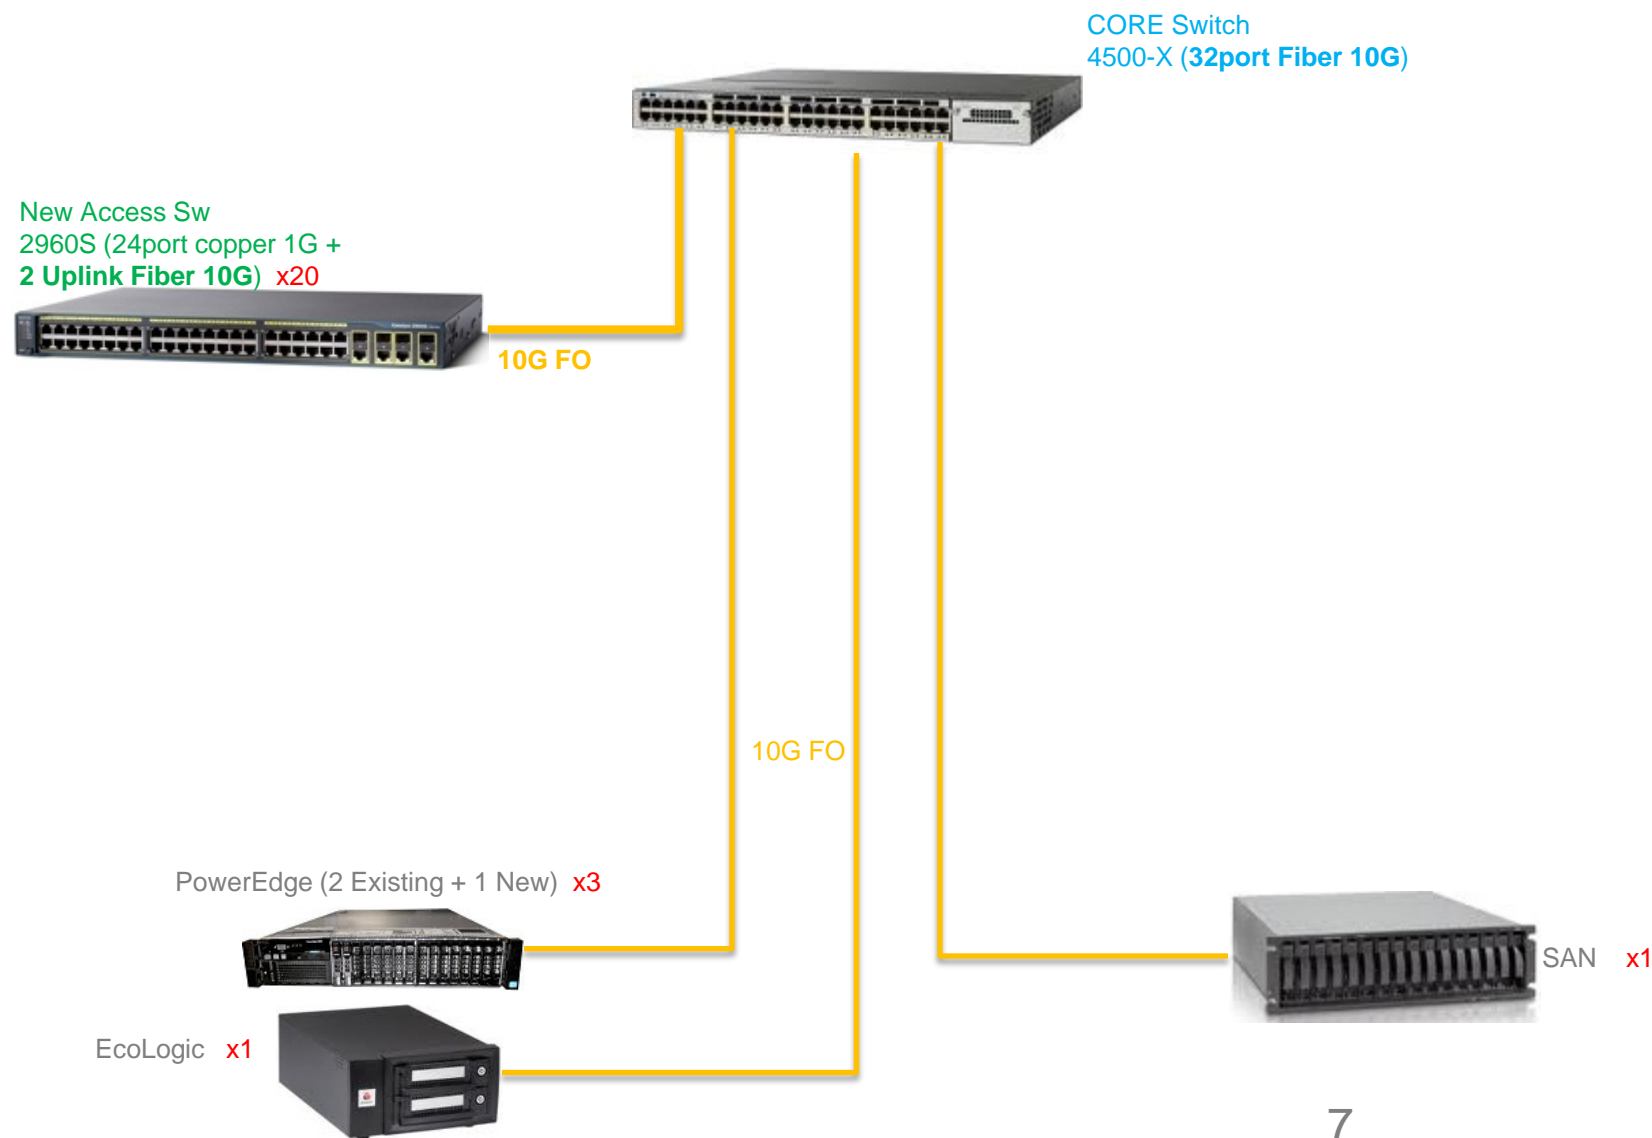 CORE Switch
4500-X (32port Fiber 10G)
New Access Sw
2960S (24port copper 1G +
2 Uplink Fiber 10G) x20
10G FO
10G FO
PowerEdge (2 Existing + 1 New) x3
SAN x1
EcoLogic x1
7